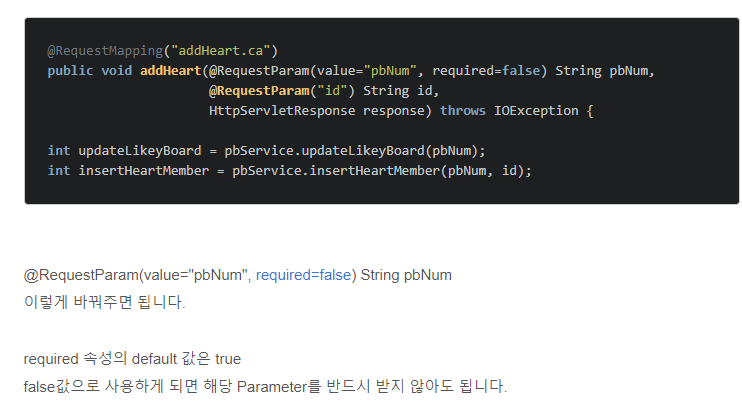 @RequestMapping("addHeart.ca")
public void addHeart(@RequestParam(value="pbNum", required=false) String pbNum,
@RequestParam("id") String id,
HttpServletResponse response) throws IOException {
int updateLikeyBoard = pbService.updateLikeyBoard(pbNum);
int insertHeartMember = pbService.insertHeartMember(pbNum, id);
@RequestParam(value="pbNum", required=false) String pbNum
이렇게 바꿔주면 됩니다.
required 속성의 default 값은 true
false값으로 사용하게 되면 해당 Parameter를 반드시 받지 않아도 됩니다.